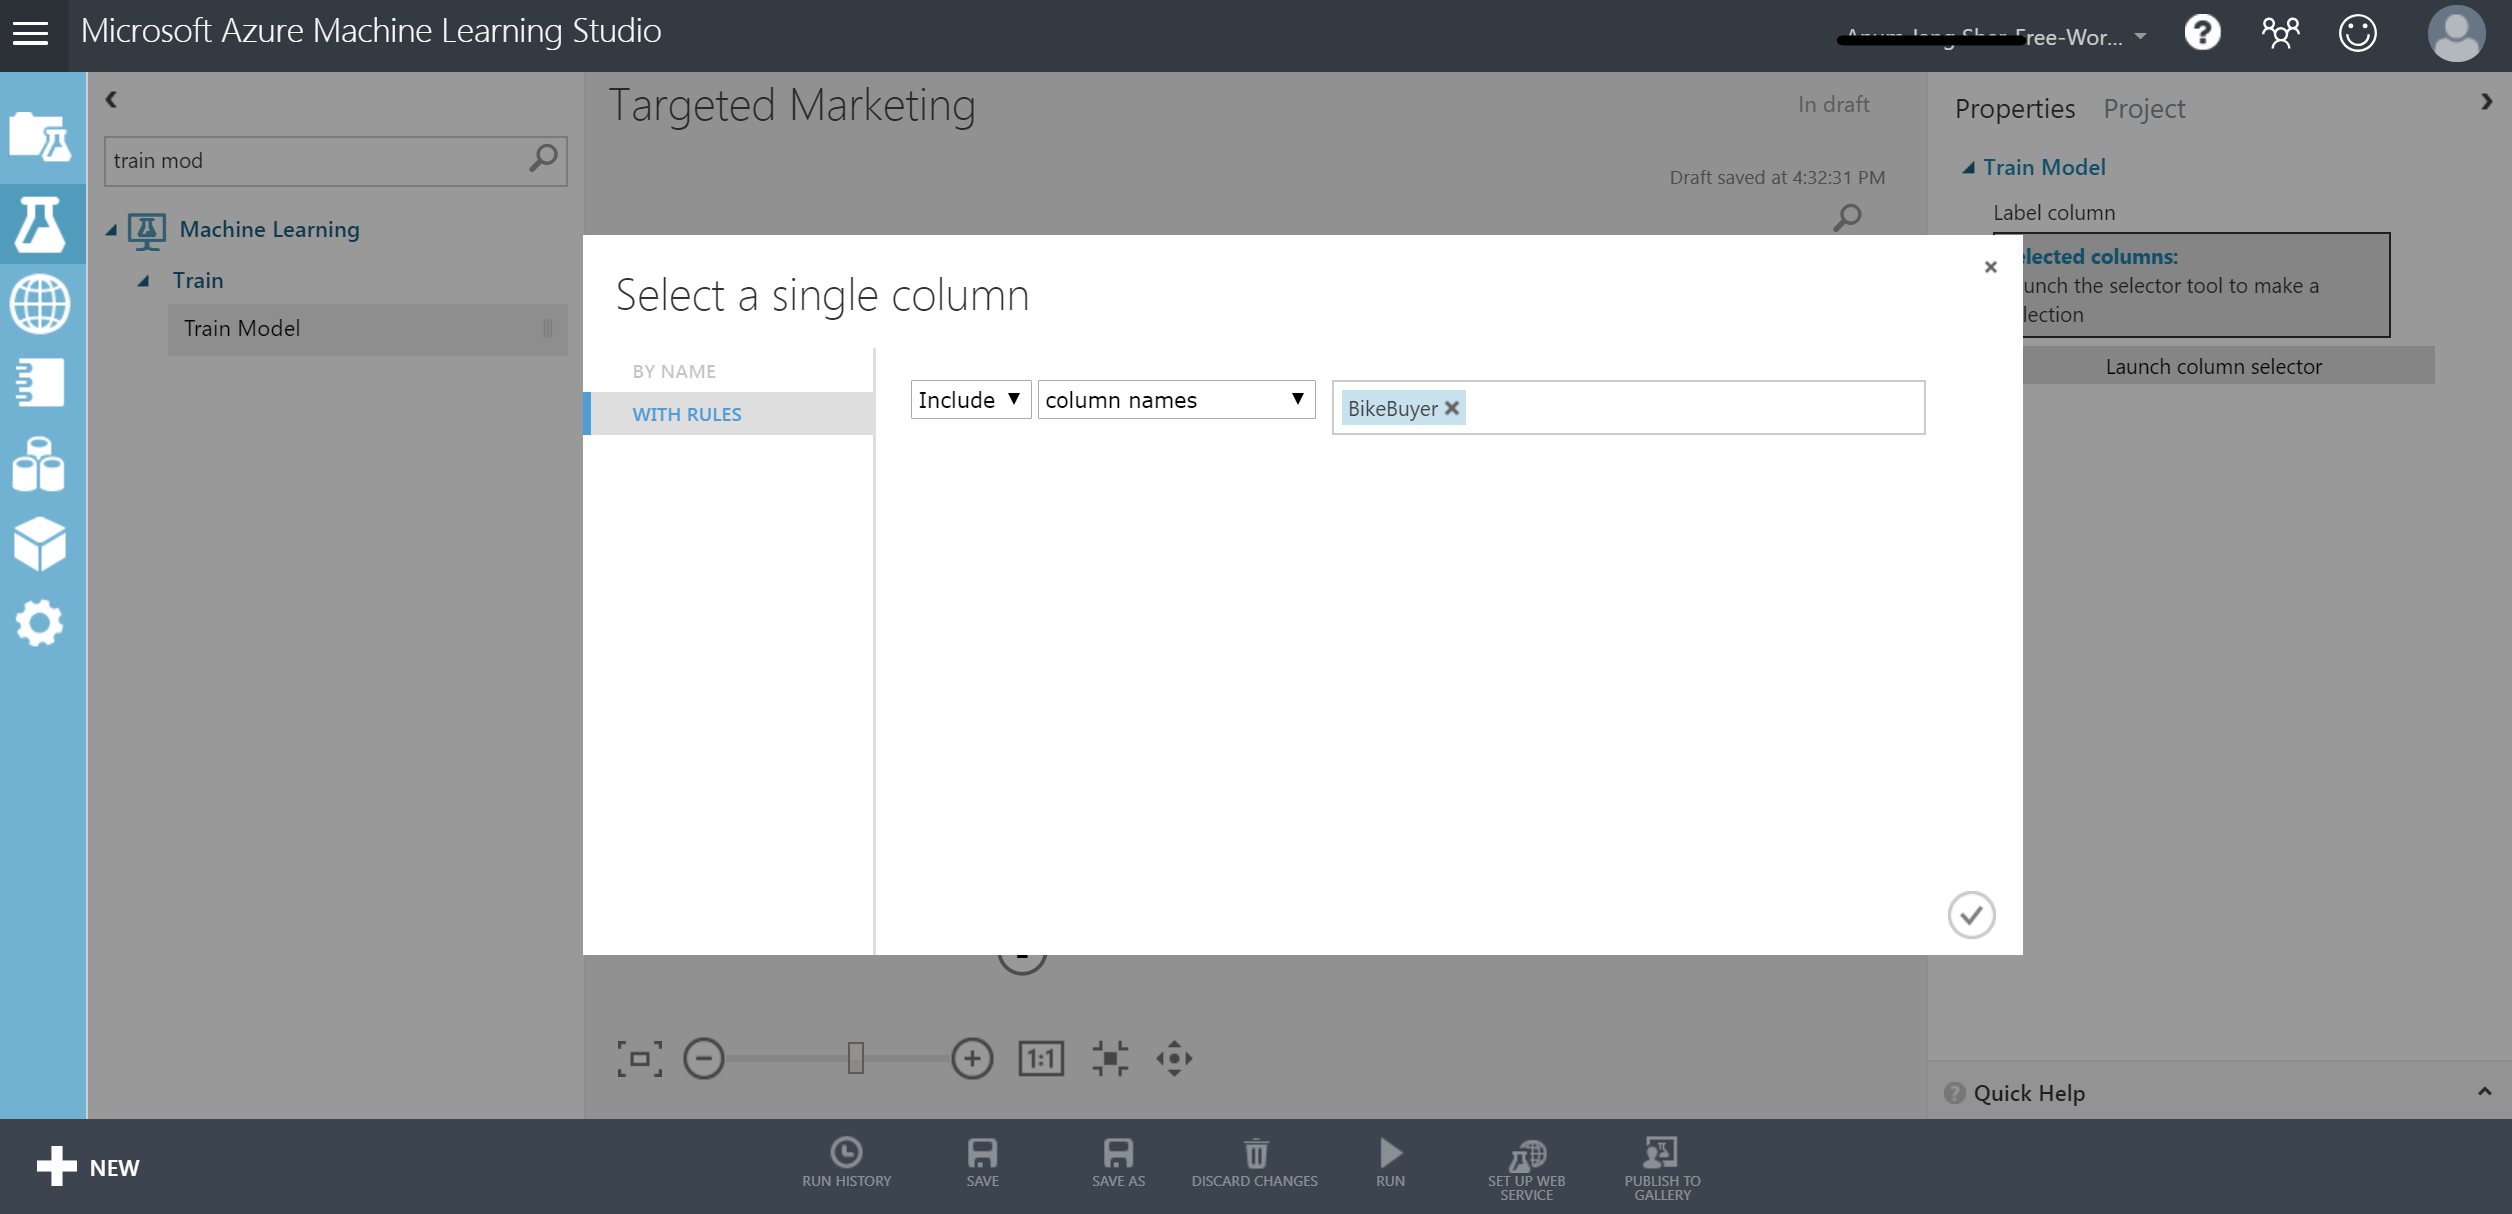 Microsoft Azure Machine Learning Studio
Free-Wor...
train mod
Machine Learning
Train
Train Model
Targeted Marketing
In draft
Draft saved at 4:32:31 PM
Properties Project
Train Model
Label column
elected columns:
unch the selector tool to make a
lection
Launch column selector
Select a single column
BY NAME
WITH RULES
Include column names BikeBuyer
1:1
Quick Help
NEW
RUN HISTORY
SAVE
SAVE AS
DISCARD CHANGES
RUN
SET UP WEB
SERVICE
PUBLISH TO
GALLERY